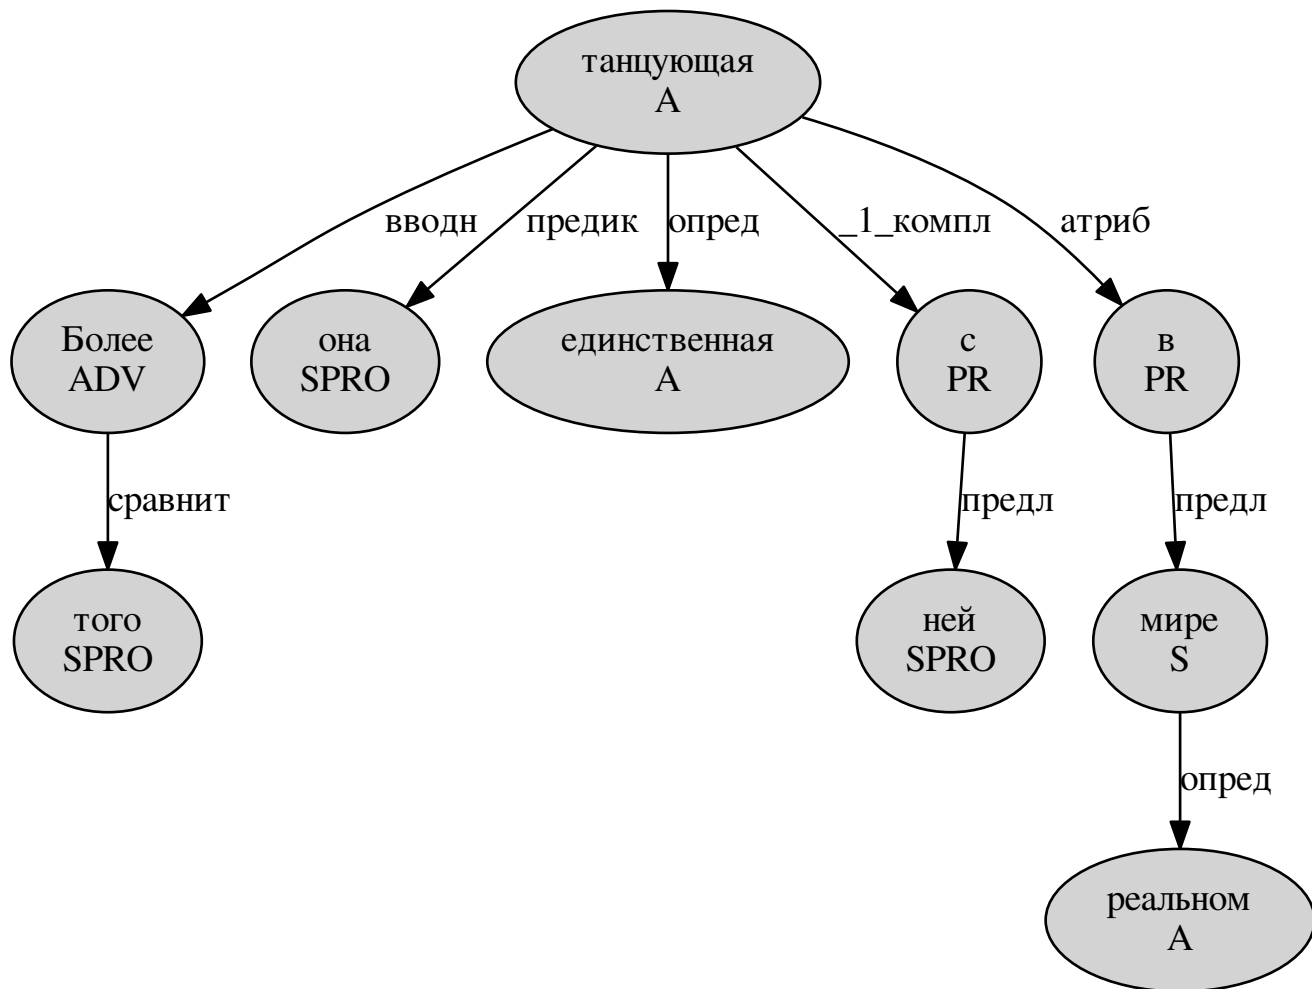 танцующая
A
вводн
предик
опред
_1_компл
атриб
Более
ADV
она
SPRO
единственная
A
с
PR
в
PR
сравнит
предл
предл
того
SPRO
ней
SPRO
мире
S
опред
реальном
A